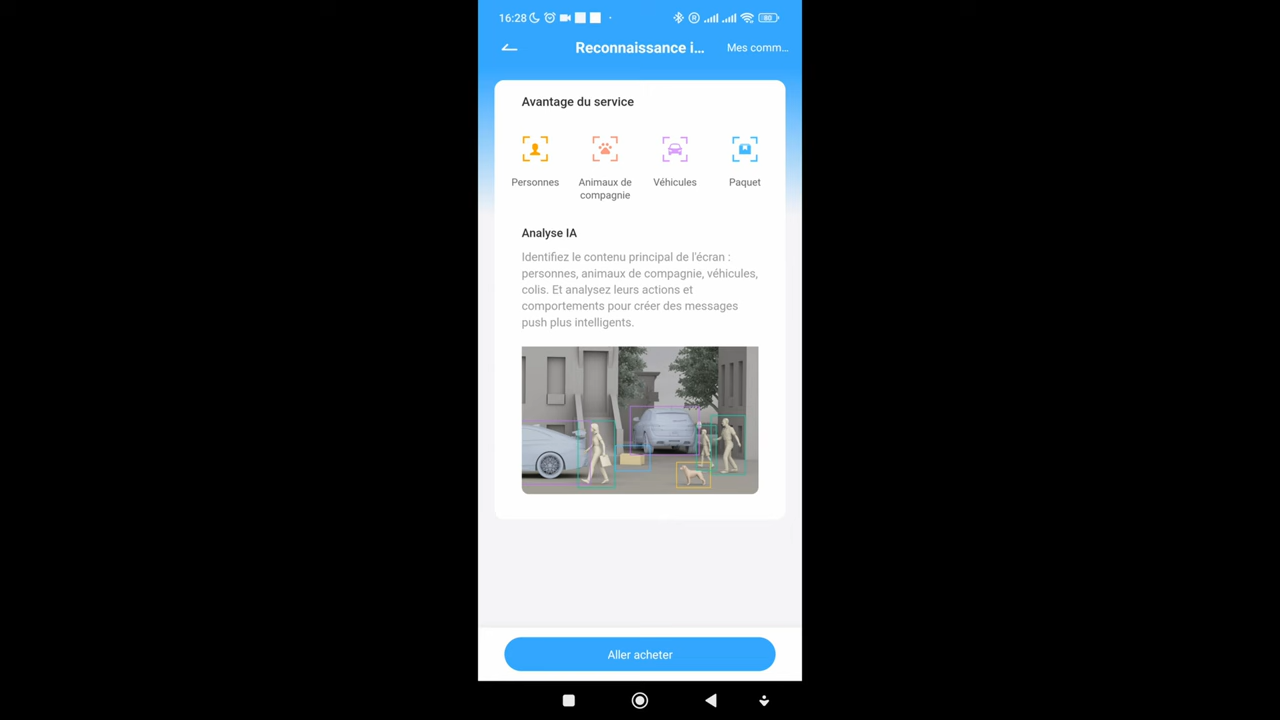 16:28
80
Reconnaissance i...
Mes comm...
Avantage du service
Personnes
Animaux de
compagnie
Véhicules
Paquet
Analyse IA
Identifiez le contenu principal de l'écran :
personnes, animaux de compagnie, véhicules,
colis. Et analysez leurs actions et
comportements pour créer des messages
push plus intelligents.
Aller acheter